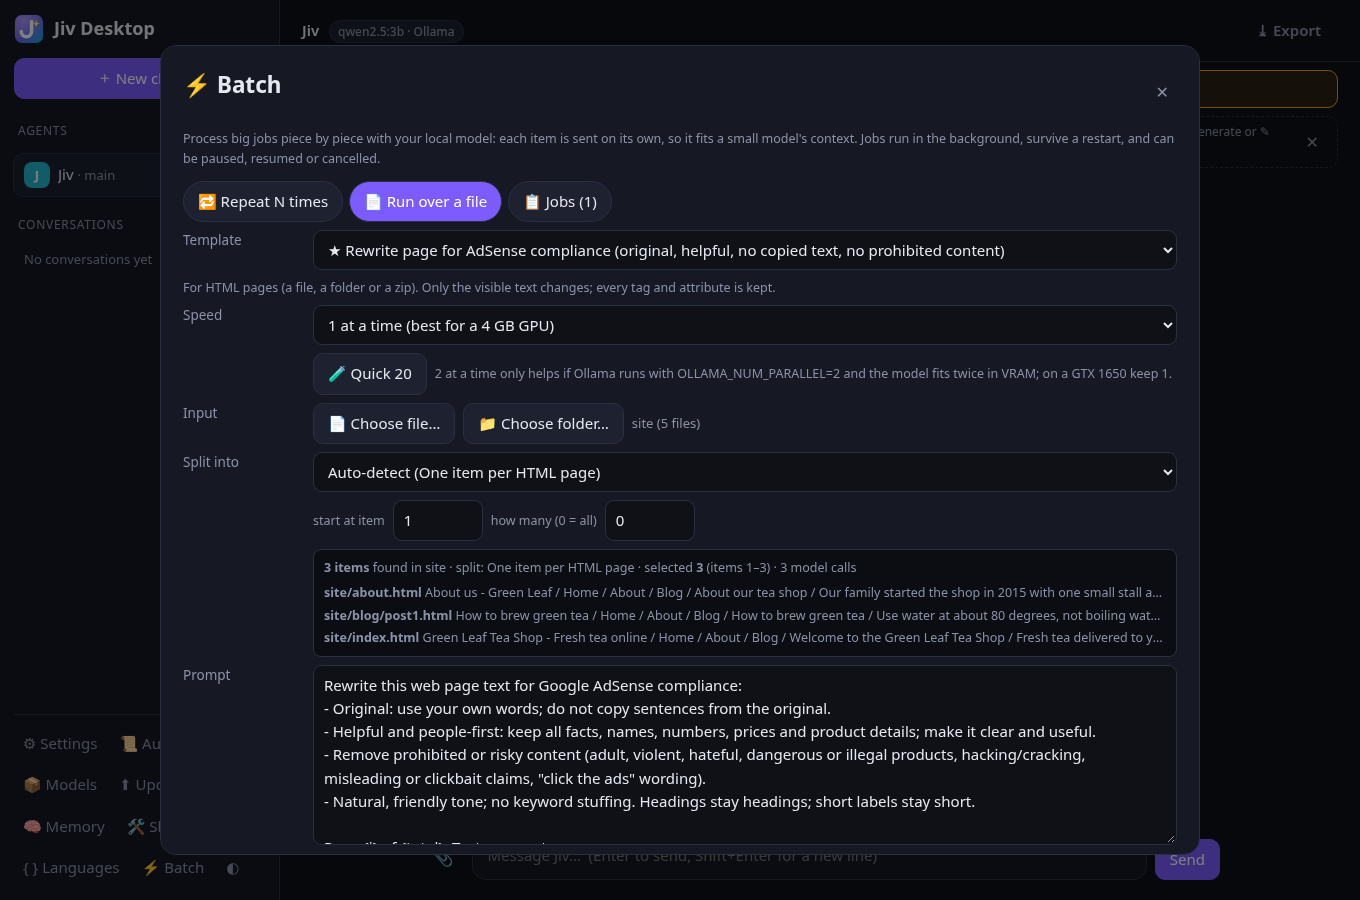 Jiv Desktop
Jiv qwen2.5:3b · Ollama
⤓ Export
+ New
⚡ Batch
×
AGENTS
J Jiv · main
enerate or ✎
✕
Process big jobs piece by piece with your local model: each item is sent on its own, so it fits a small model's context. Jobs run in the background, survive a restart, and can
be paused, resumed or cancelled.
🔁 Repeat N times 📄 Run over a file 📋 Jobs (1)
CONVERSATIONS
No conversations yet
Template
★ Rewrite page for AdSense compliance (original, helpful, no copied text, no prohibited content)
For HTML pages (a file, a folder or a zip). Only the visible text changes; every tag and attribute is kept.
Speed
1 at a time (best for a 4 GB GPU)
🧪 Quick 20 2 at a time only helps if Ollama runs with OLLAMA_NUM_PARALLEL=2 and the model fits twice in VRAM; on a GTX 1650 keep 1.
Input
📄 Choose file... 📁 Choose folder... site (5 files)
Split into
Auto-detect (One item per HTML page)
start at item 1 how many (0 = all) 0
3 items found in site · split: One item per HTML page · selected 3 (items 1–3) · 3 model calls
site/about.html About us - Green Leaf / Home / About / Blog / About our tea shop / Our family started the shop in 2015 with one small stall a...
site/blog/post1.html How to brew green tea / Home / About / Blog / How to brew green tea / Use water at about 80 degrees, not boiling wat...
site/index.html Green Leaf Tea Shop - Fresh tea online / Home / About / Blog / Welcome to the Green Leaf Tea Shop / Fresh tea delivered to y...
Prompt
Rewrite this web page text for Google AdSense compliance:
- Original: use your own words; do not copy sentences from the original.
- Helpful and people-first: keep all facts, names, numbers, prices and product details; make it clear and useful.
- Remove prohibited or risky content (adult, violent, hateful, dangerous or illegal products, hacking/cracking,
misleading or clickbait claims, "click the ads" wording).
- Natural, friendly tone; no keyword stuffing. Headings stay headings; short labels stay short.
⚙ Settings 📜 Au
📦 Models ⬆ Up
🧠 Memory 🛠
{ } Languages ⚡ Batch ◐
Message Jiv... (Enter to send, Shift+Enter for a new line)
Send